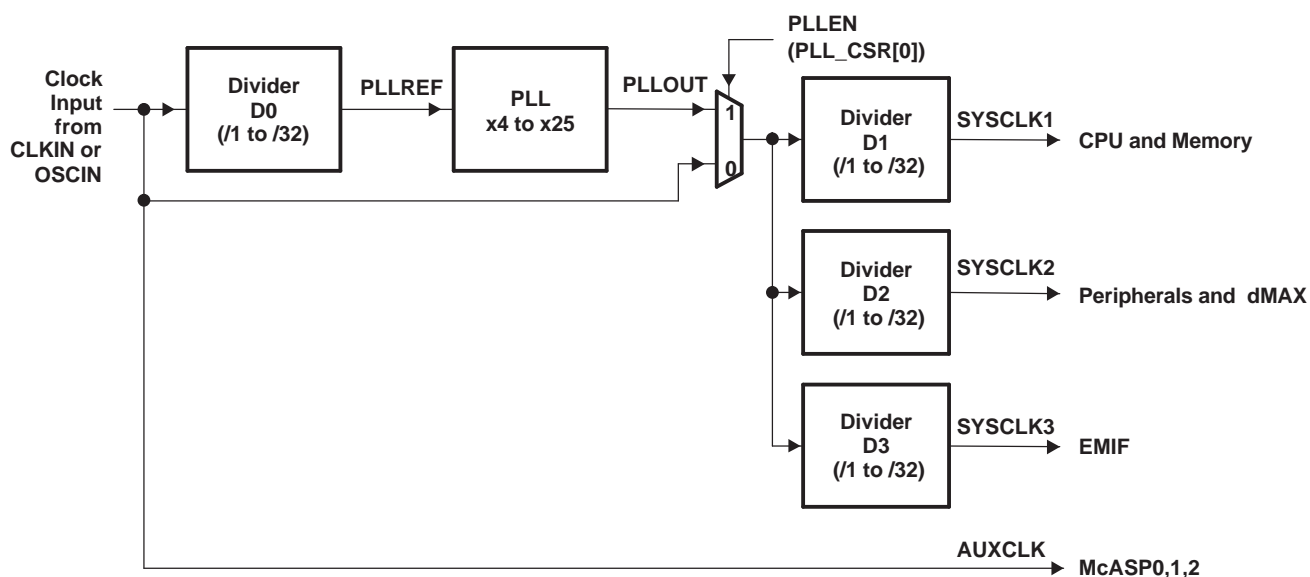 PLLEN
(PLL_CSR[0])
Clock
Input
from
CLKIN or
OSCIN
Divider
D0
(/1 to /32)
PLLREF
PLL
x4 to x25
PLLOUT
1
0
Divider
D1
(/1 to /32)
SYSCLK1
CPU and Memory
Divider
D2
(/1 to /32)
SYSCLK2
Peripherals and dMAX
Divider
D3
(/1 to /32)
SYSCLK3
EMIF
AUXCLK
McASP0,1,2